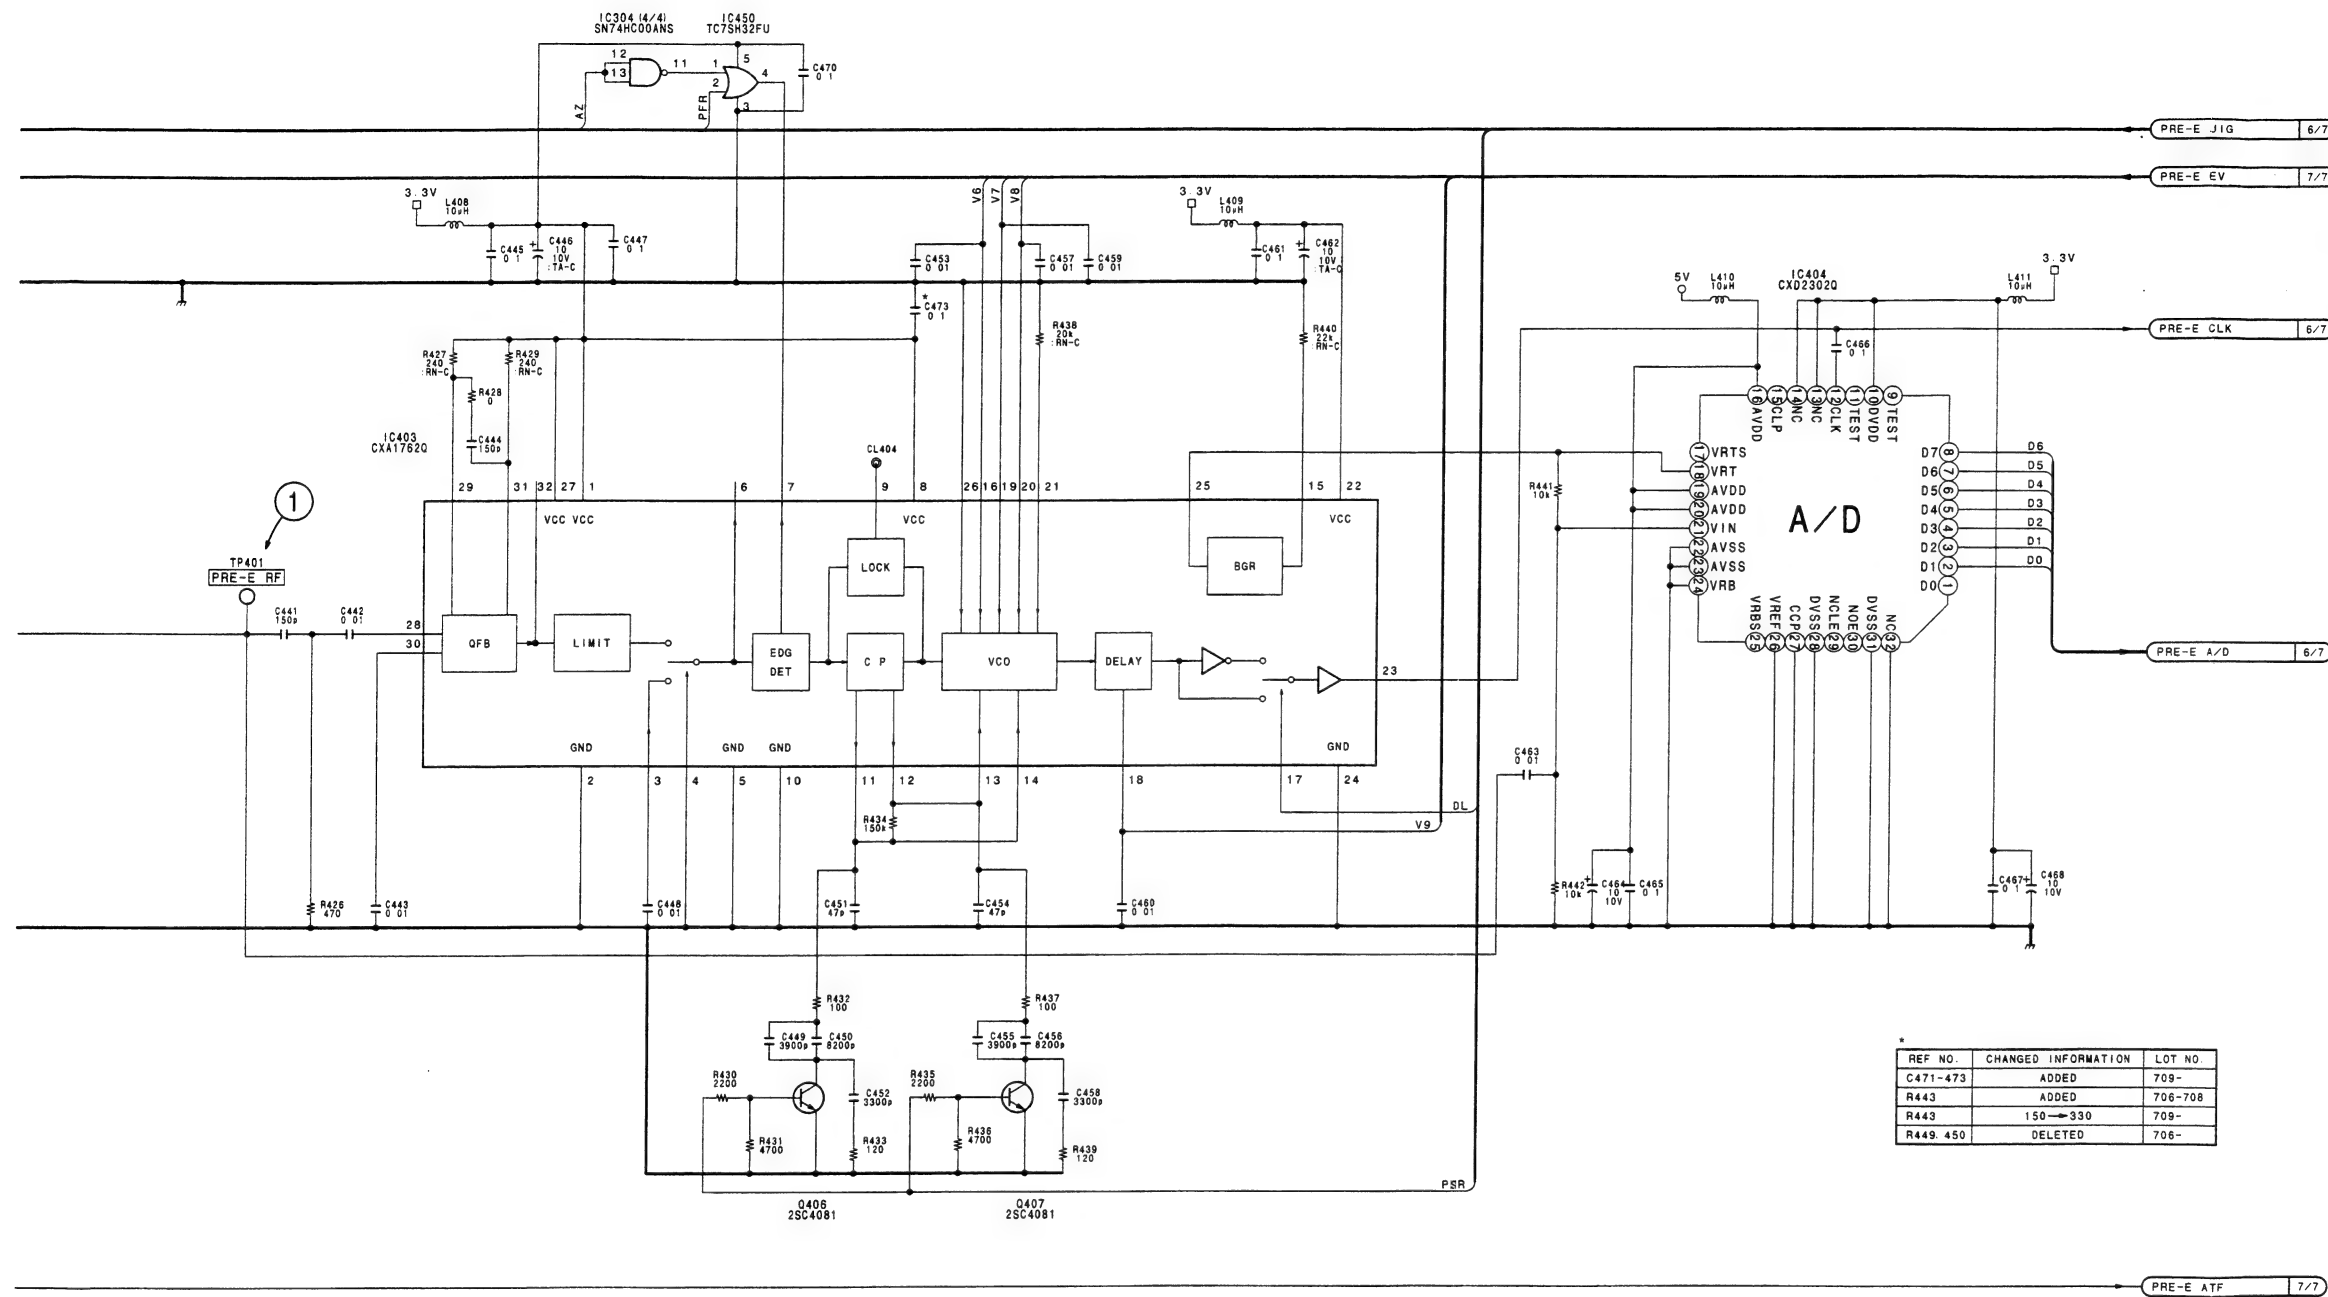 IC304 (4/4)
SN74HC00ANS
IC450
TC7SH32FU
12
13
11
1
2
5
4
3
C470
0.1
AZ
PFR
PRE-E JIG 6/7
PRE-E EV 7/7
3.3V
L408
10µH
C445
0.1
C446
10
10V
:TA-C
C447
0.1
V6
V7
V8
C453
0.01
C457
0.01
C459
0.01
3.3V
L409
10µH
C461
0.1
C462
10
10V
:TA-C
*
C473
0.1
R438
20k
:RN-C
R440
22k
:RN-C
5V
L410
10µH
IC404
CXD2302Q
L411
10µH
3.3V
PRE-E CLK 6/7
C466
0.1
R427
240
:RN-C
R429
240
:RN-C
R428
0
C444
150p
IC403
CXA1762Q
CL404
29 31 32 27 1 6 7 9 8 26 16 19 20 21 25 15 22
VCC VCC
VCC
VCC
LOCK
BGR
1
TP401
PRE-E RF
C441
150p
C442
0.01
28
30
QFB
LIMIT
EDG
DET
C P
VCO
DELAY
23
GND
GND
GND
GND
2 3 4 5 10 11 12 13 14 18 17 24
R434
150k
DL
V9
C463
0.01
R441
10k
16 AVDD
15 CLP
14 NC
13 NC
12 CLK
11 TEST
10 DVDD
9 TEST
17 VRTS
18 VRT
19 AVDD
20 AVDD
21 VIN
22 AVSS
23 AVSS
24 VRB
A/D
D7 8 D6
D6 7 D5
D5 6 D4
D4 5 D3
D3 4 D2
D2 3 D1
D1 2 D0
D0 1
VRBS 25
VREF 26
CCP 27
DVSS 28
NCLE 29
NOE 30
DVSS 31
NC 32
PRE-E A/D 6/7
R426
470
C443
0.01
C448
0.01
C451
47p
C454
47p
C460
0.01
R442
10k
C464
10
10V
C465
0.1
C467
0.1
C468
10
10V
R432
100
C449
3900p
C450
8200p
R430
2200
R431
4700
C452
3300p
R433
120
R437
100
C455
3900p
C456
8200p
R435
2200
R436
4700
C458
3300p
R439
120
PSR
Q406
2SC4081
Q407
2SC4081
*
REF NO. CHANGED INFORMATION LOT NO.
C471-473 ADDED 709-
R443 ADDED 706-708
R443 150→330 709-
R449.450 DELETED 706-
PRE-E ATF 7/7